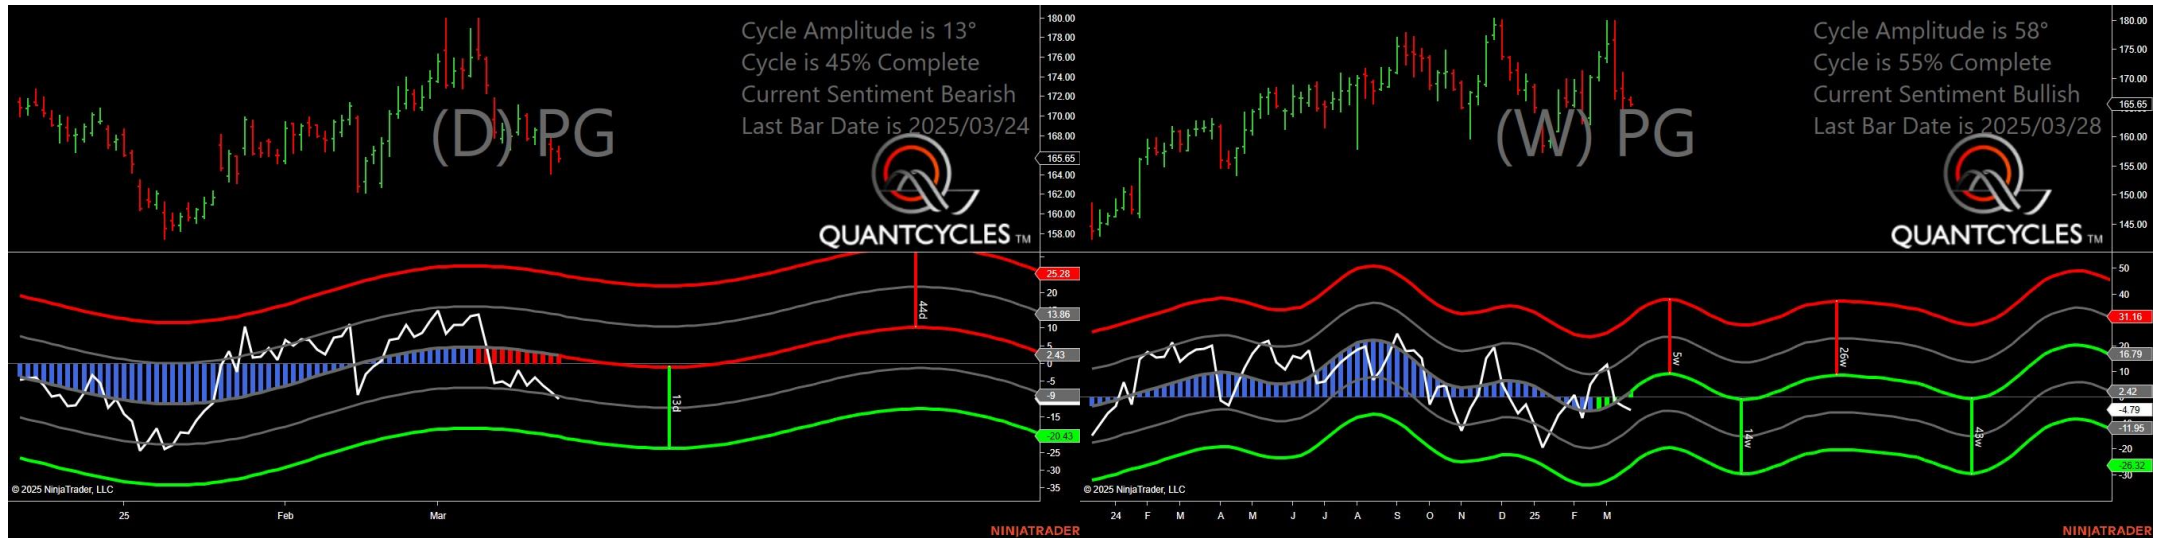 Cycle Amplitude is 13°
Cycle is 45% Complete
Current Sentiment Bearish
Last Bar Date is 2025/03/24
(D) PG
QUANTCYCLES TM
180.00
178.00
176.00
174.00
172.00
170.00
168.00
165.65
164.00
162.00
160.00
158.00
25.28
20
13.86
10
5
2.43
0
-5
-9
-15
-20.43
-25
-30
-35
44d
13d
© 2025 NinjaTrader, LLC
25 Feb Mar
NINJATRADER
Cycle Amplitude is 58°
Cycle is 55% Complete
Current Sentiment Bullish
Last Bar Date is 2025/03/28
(W) PG
QUANTCYCLES TM
180.00
175.00
170.00
165.65
160.00
155.00
150.00
145.00
50
40
31.16
20
16.79
10
2.42
-4.79
-11.95
-20
-26.32
-30
5w
26w
14w
43w
© 2025 NinjaTrader, LLC
24 F M A M J J A S O N D 25 F M
NINJATRADER